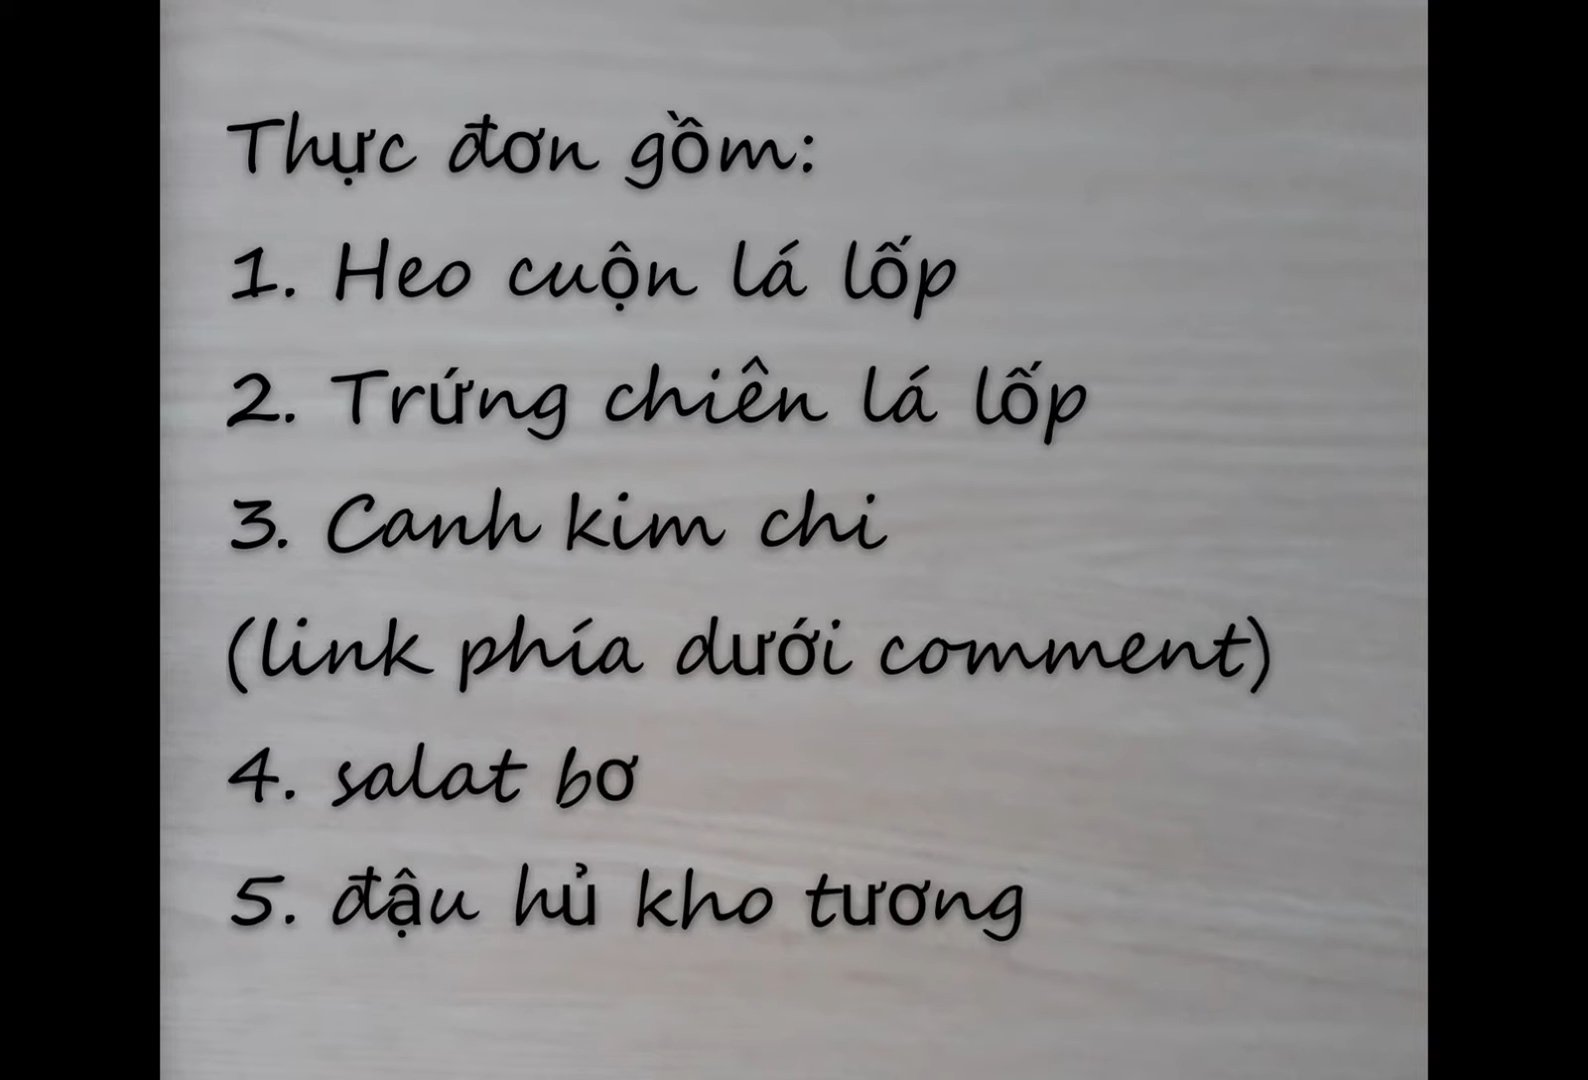 Thực đơn gồm:
1. Heo cuộn lá lốp
2. Trứng chiên lá lốp
3. Canh kim chi
(link phía dưới comment)
4. salat bơ
5. đậu hủ kho tương